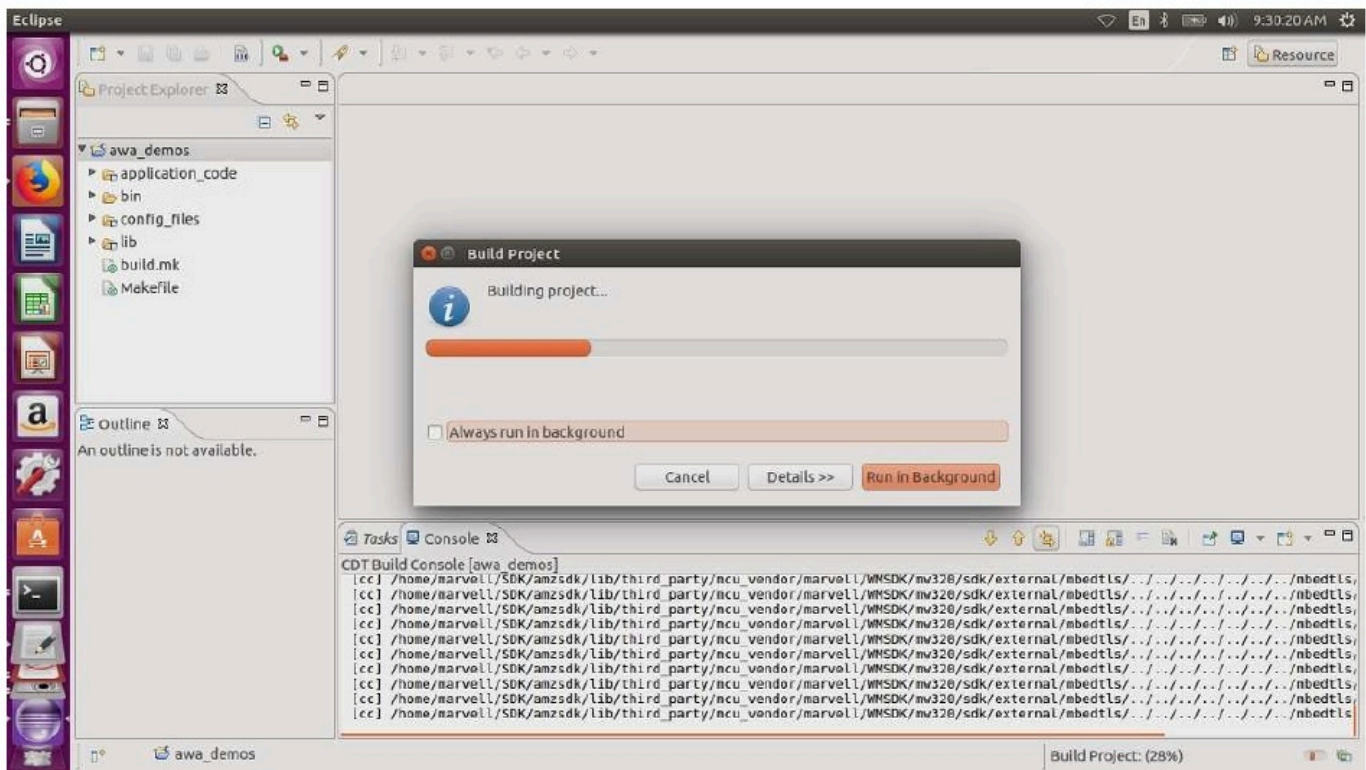 Eclipse
En
9:30:20 AM
Resource
Project Explorer
awa_demos
application_code
bin
config_files
lib
build.mk
Makefile
Build Project
Building project...
Always run in background
Cancel
Details >>
Run in Background
a
Outline
An outline is not available.
Tasks
Console
CDT Build Console [awa_demos]
[cc] /home/marvell/SDK/amzsdk/lib/third_party/mcu_vendor/marvell/WMSDK/mw320/sdk/external/mbedtls/../../../../../../mbedtls/
[cc] /home/marvell/SDK/amzsdk/lib/third_party/mcu_vendor/marvell/WMSDK/mw320/sdk/external/mbedtls/../../../../../../mbedtls/
[cc] /home/marvell/SDK/amzsdk/lib/third_party/mcu_vendor/marvell/WMSDK/mw320/sdk/external/mbedtls/../../../../../../mbedtls/
[cc] /home/marvell/SDK/amzsdk/lib/third_party/mcu_vendor/marvell/WMSDK/mw320/sdk/external/mbedtls/../../../../../../mbedtls/
[cc] /home/marvell/SDK/amzsdk/lib/third_party/mcu_vendor/marvell/WMSDK/mw320/sdk/external/mbedtls/../../../../../../mbedtls/
[cc] /home/marvell/SDK/amzsdk/lib/third_party/mcu_vendor/marvell/WMSDK/mw320/sdk/external/mbedtls/../../../../../../mbedtls/
[cc] /home/marvell/SDK/amzsdk/lib/third_party/mcu_vendor/marvell/WMSDK/mw320/sdk/external/mbedtls/../../../../../../mbedtls/
[cc] /home/marvell/SDK/amzsdk/lib/third_party/mcu_vendor/marvell/WMSDK/mw320/sdk/external/mbedtls/../../../../../../mbedtls/
[cc] /home/marvell/SDK/amzsdk/lib/third_party/mcu_vendor/marvell/WMSDK/mw320/sdk/external/mbedtls/../../../../../../mbedtls/
[cc] /home/marvell/SDK/amzsdk/lib/third_party/mcu_vendor/marvell/WMSDK/mw320/sdk/external/mbedtls/../../../../../../mbedtls
awa_demos
Build Project: (28%)